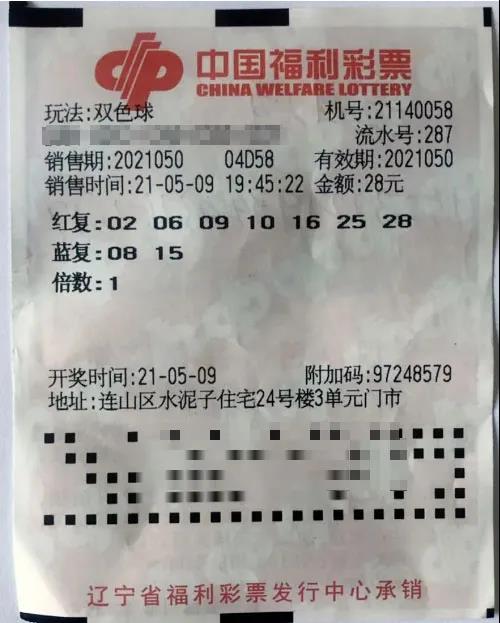 中国福利彩票
CHINA WELFARE LOTTERY
玩法:双色球 机号:21140058
流水号:287
销售期:2021050 04D58 有效期:2021050
销售时间:21-05-09 19:45:22 金额:28元
红复:02 06 09 10 16 25 28
蓝复:08 15
倍数:1
开奖时间:21-05-09 附加码:97248579
地址:连山区水泥子住宅24号楼3单元门市
辽宁省福利彩票发行中心承销